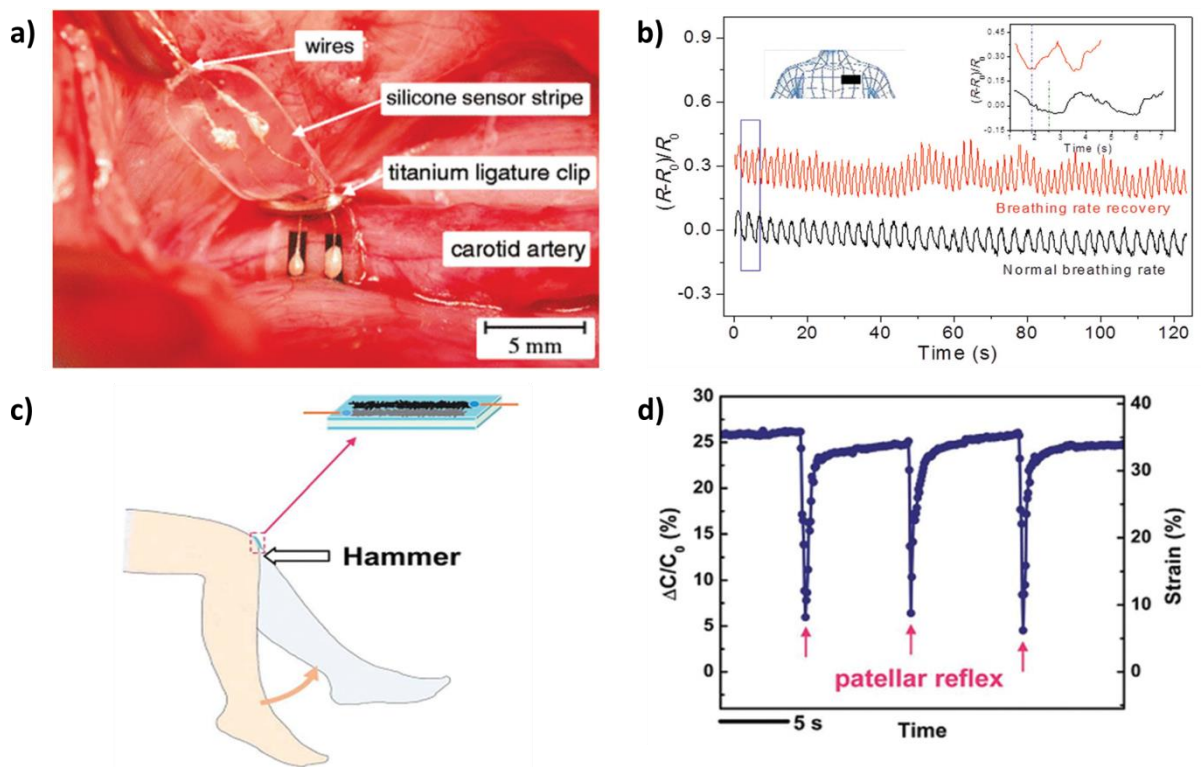 a)
wires
silicone sensor stripe
titanium ligature clip
carotid artery
5 mm
b)
(R-R0)/R0
0.9
0.6
0.3
0.0
-0.3
0
20
40
60
80
100
120
Time (s)
Breathing rate recovery
Normal breathing rate
(R-R0)/R0
0.45
0.30
0.15
0.00
-0.15
1
2
3
4
5
6
7
Time (s)
c)
Hammer
d)
ΔC/C0 (%)
30
25
20
15
10
5
0
Strain (%)
40
30
20
10
0
patellar reflex
5 s
Time